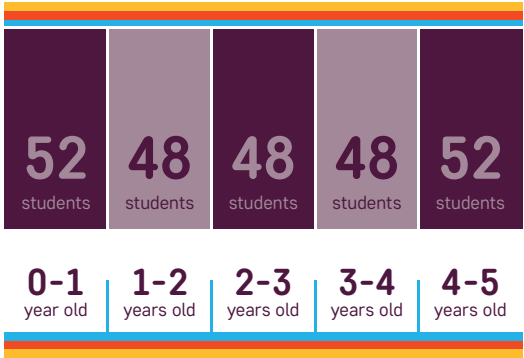 52 48 48 48 52
students students students students students
0-1 1-2 2-3 3-4 4-5
year old years old years old years old years old